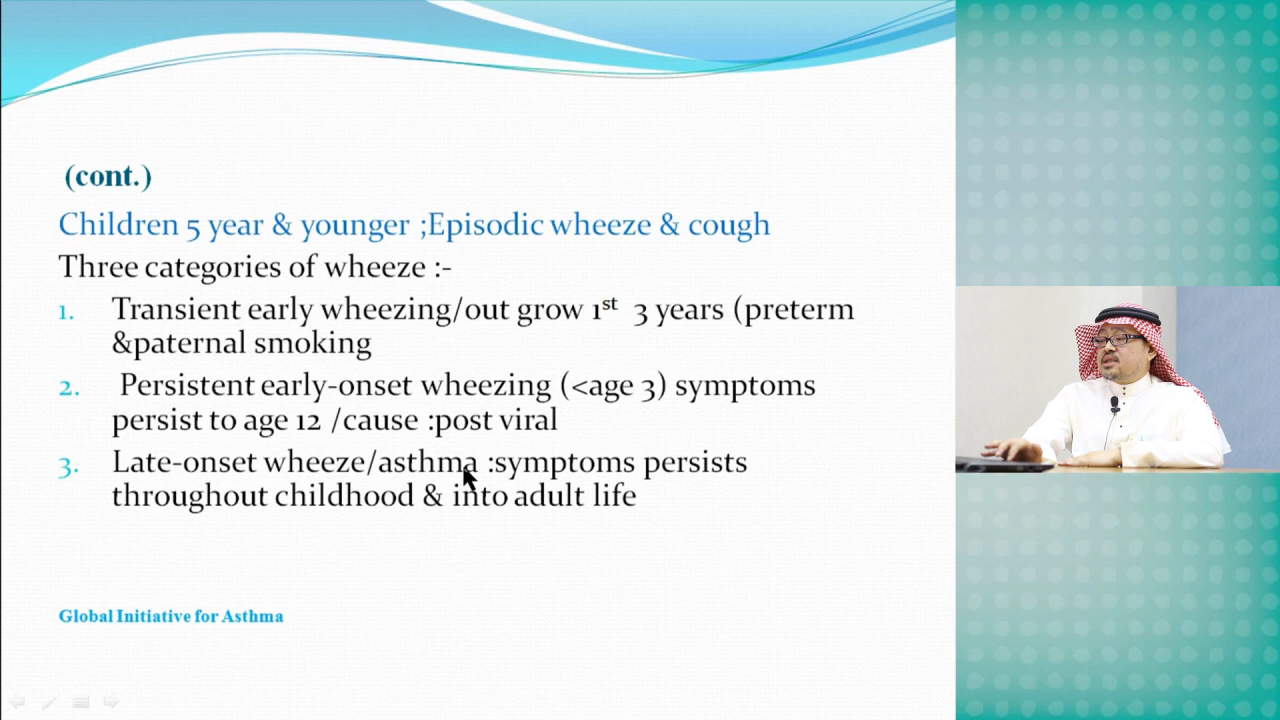 (cont.)
Children 5 year & younger ;Episodic wheeze & cough
Three categories of wheeze :-
1. Transient early wheezing/out grow 1st 3 years (preterm
&paternal smoking
2. Persistent early-onset wheezing (<age 3) symptoms
persist to age 12 /cause :post viral
3. Late-onset wheeze/asthma :symptoms persists
throughout childhood & into adult life
Global Initiative for Asthma